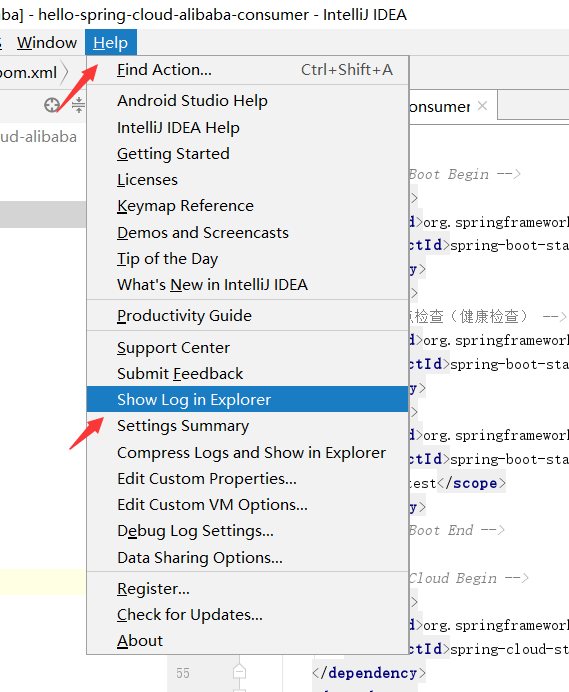 ba] - hello-spring-cloud-alibaba-consumer - IntelliJ IDEA
Window Help
pom.xml
Find Action... Ctrl+Shift+A
Android Studio Help
onsumer
ud-alibaba
IntelliJ IDEA Help
Getting Started
Licenses
Boot Begin -->
Keymap Reference
>
Demos and Screencasts
d>org.springframework
Tip of the Day
ctId>spring-boot-sta
y>
What's New in IntelliJ IDEA
>
Productivity Guide
检查（健康检查） -->
d>org.springframework
Support Center
ctId>spring-boot-sta
Submit Feedback
y>
Show Log in Explorer
>
Settings Summary
d>org.springframework
Compress Logs and Show in Explorer
ctId>spring-boot-sta
Edit Custom Properties...
est</scope>
Edit Custom VM Options...
y>
Debug Log Settings...
Boot End -->
Data Sharing Options...
Cloud Begin -->
Register...
>
Check for Updates...
d>org.springframework
About
ctId>spring-cloud-st
55 </dependency>